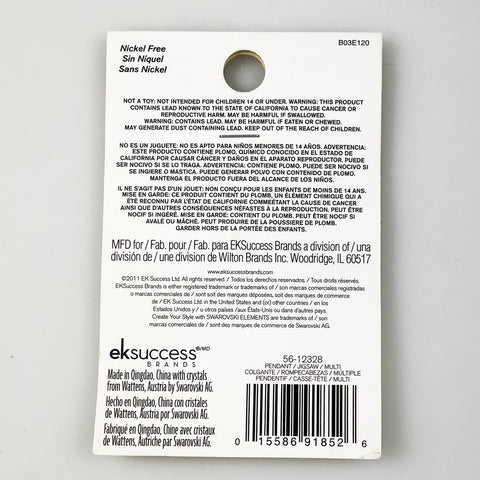 B03E120
Nickel Free
Sin Niquel
Sans Nickel
NOT A TOY: NOT INTENDED FOR CHILDREN 14 OR UNDER. WARNING: THIS PRODUCT
CONTAINS LEAD KNOWN TO THE STATE OF CALIFORNIA TO CAUSE CANCER OR
REPRODUCTIVE HARM. MAY BE HARMFUL IF SWALLOWED.
WARNING: CONTAINS LEAD. MAY BE HARMFUL IF EATEN OR CHEWED.
MAY GENERATE DUST CONTAINING LEAD. KEEP OUT OF THE REACH OF CHILDREN.
NO ES UN JUGUETE: NO ES APTO PARA NIÑOS MENORES DE 14 AÑOS. ADVERTENCIA:
ESTE PRODUCTO CONTIENE PLOMO, QUÍMICO CONOCIDO EN EL ESTADO DE
CALIFORNIA POR CAUSAR CÁNCER Y DAÑOS EN EL APARATO REPRODUCTOR. PUEDE
SER NOCIVO SI SE LO TRAGA. ADVERTENCIA: CONTIENE PLOMO. PUEDE SER NOCIVO SI
SE INGIERE O MASTICA. PUEDE GENERAR POLVO CON CONTENIDO DE PLOMO.
MANTENGA EL PRODUCTO FUERA DEL ALCANCE DE LOS NIÑOS.
IL NE S'AGIT PAS D'UN JOUET: NON CONÇU POUR LES ENFANTS DE MOINS DE 14 ANS.
MISE EN GARDE: CE PRODUIT CONTIENT DU PLOMB, UN ÉLÉMENT CHIMIQUE QUI A
ÉTÉ RECONNU PAR L'ÉTAT DE CALIFORNIE COMMEÉTANT LA CAUSE DE CANCER
AINSI QUE D'AUTRES CONSÉQUENCES NÉFASTES À LA REPRODUCTION. PEUT ÊTRE
NOCIF SI INGÉRÉ. MISE EN GARDE: CONTIENT DU PLOMB. PEUT ÊTRE NOCIF SI
AVALÉ OU MÂCHÉ. PEUT PRODUIRE DE LA POUSSIÈRE CONTENANT DU PLOMB.
GARDER HORS DE LA PORTÉE DES ENFANTS.
MFD for / Fab. pour / Fab. para EKSuccess Brands a division of / una
división de / une division de Wilton Brands Inc. Woodridge, IL 60517
www.eksuccessbrands.com
©2011 EK Success Ltd. All rights reserved. / Todos los derechos reservados. / Tous droits réservés.
EKSuccess Brands is either registered trademark or trademarks of / son marcas comerciales registradas
o marcas comerciales de / sont soit des marques déposées, soit des marques de commerce
de / EK Success Ltd. in the United States and (or) other countries / en los
Estados Unidos y / u otros países / aux États-Unis ou dans d'autres pays.
Create Your Style with SWAROVSKI ELEMENTS are trademarks of / son marcas
comerciales de / sont des marques de commerce de Swarovski AG.
eksuccess®/MD
BRANDS
Made in Qingdao, China with crystals
from Wattens, Austria by Swarovski AG.
Hecho en Qingdao, China con cristales
de Wattens, Austria por Swarovski AG.
Fabriqué en Qingdao, Chine avec cristaux
de Wattens, Autriche par Swarovski AG.
56-12328
PENDANT / JIGSAW / MULTI
COLGANTE / ROMPECABEZAS / MÚLTIPLE
PENDENTIF / CASSE-TÊTE / MULTI
0 15586 91852 6